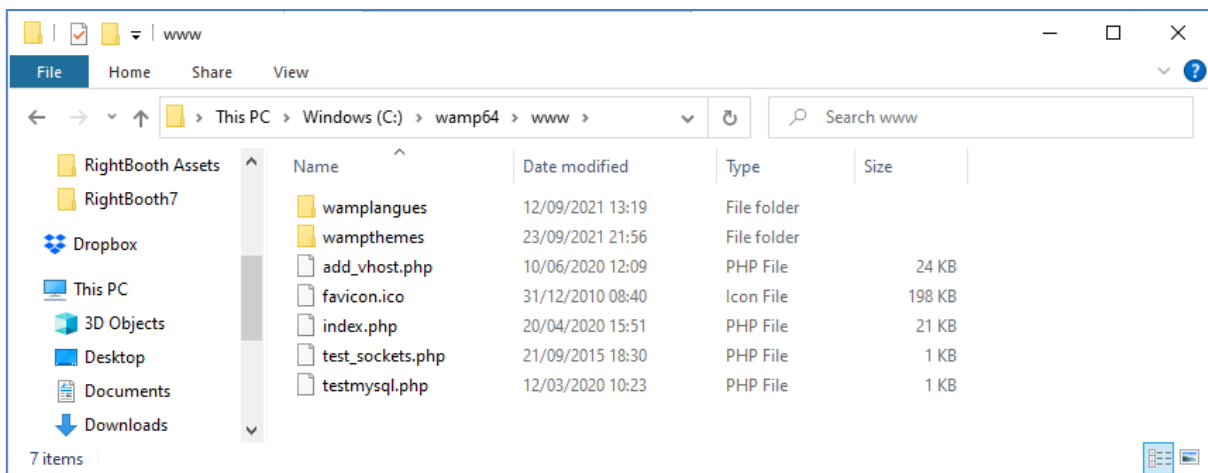 www
File Home Share View ?
This PC > Windows (C:) > wamp64 > www > Search www
RightBooth Assets
RightBooth7
Dropbox
This PC
3D Objects
Desktop
Documents
Downloads
Name Date modified Type Size
wamplangues 12/09/2021 13:19 File folder
wampthemes 23/09/2021 21:56 File folder
add_vhost.php 10/06/2020 12:09 PHP File 24 KB
favicon.ico 31/12/2010 08:40 Icon File 198 KB
index.php 20/04/2020 15:51 PHP File 21 KB
test_sockets.php 21/09/2015 18:30 PHP File 1 KB
testmysql.php 12/03/2020 10:23 PHP File 1 KB
7 items